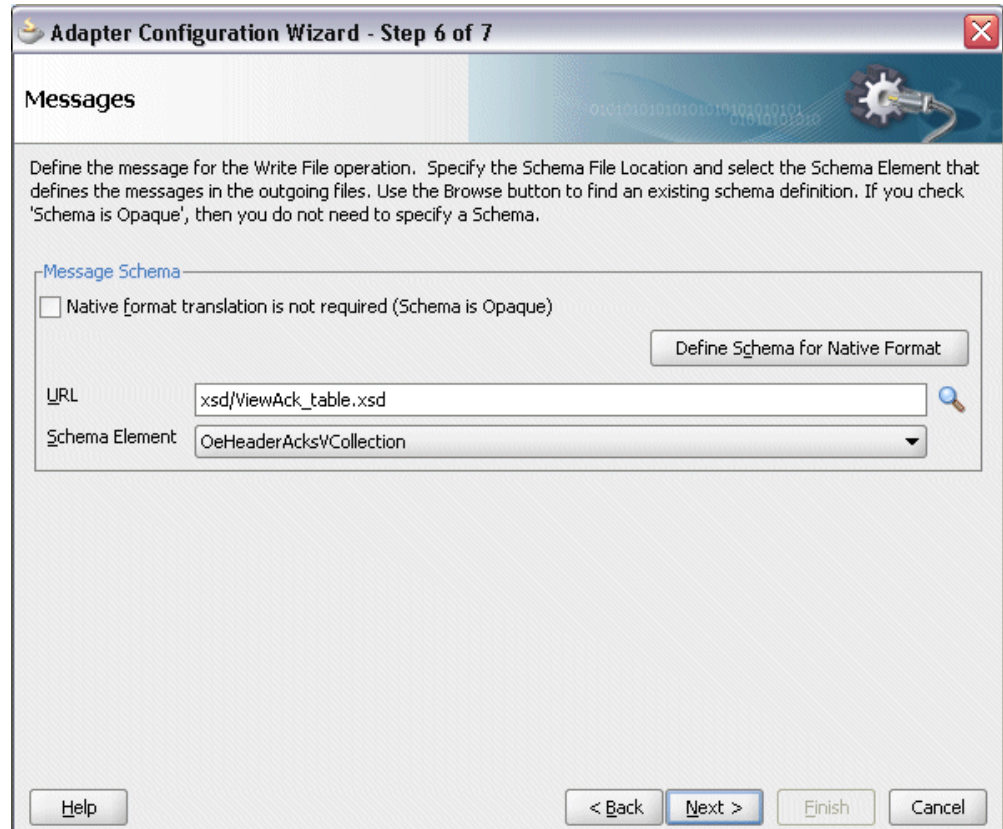 Adapter Configuration Wizard - Step 6 of 7
Messages
Define the message for the Write File operation.  Specify the Schema File Location and select the Schema Element that
defines the messages in the outgoing files. Use the Browse button to find an existing schema definition. If you check
'Schema is Opaque', then you do not need to specify a Schema.
Message Schema
Native format translation is not required (Schema is Opaque)
Define Schema for Native Format
URL
xsd/ViewAck_table.xsd
Schema Element
OeHeaderAcksVCollection
Help
< Back
Next >
Finish
Cancel